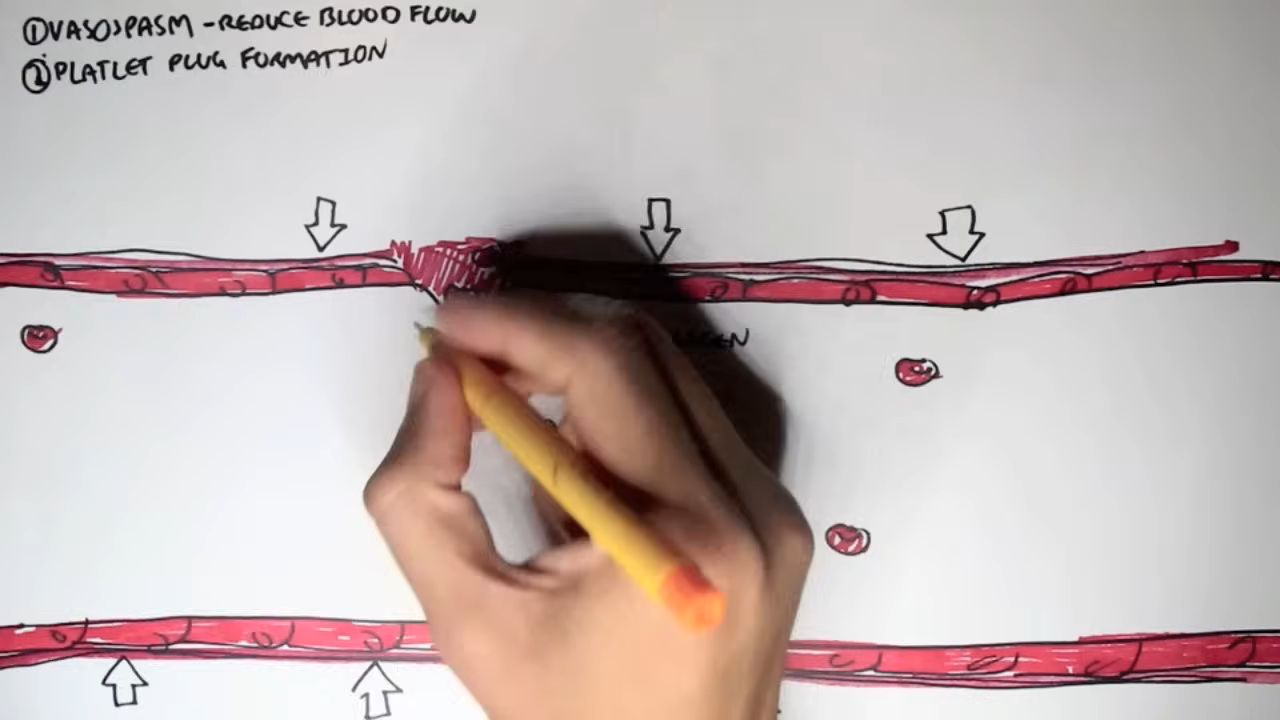 ①VASOSPASM - REDUCE BLOOD FLOW
②PLATLET PLUG FORMATION